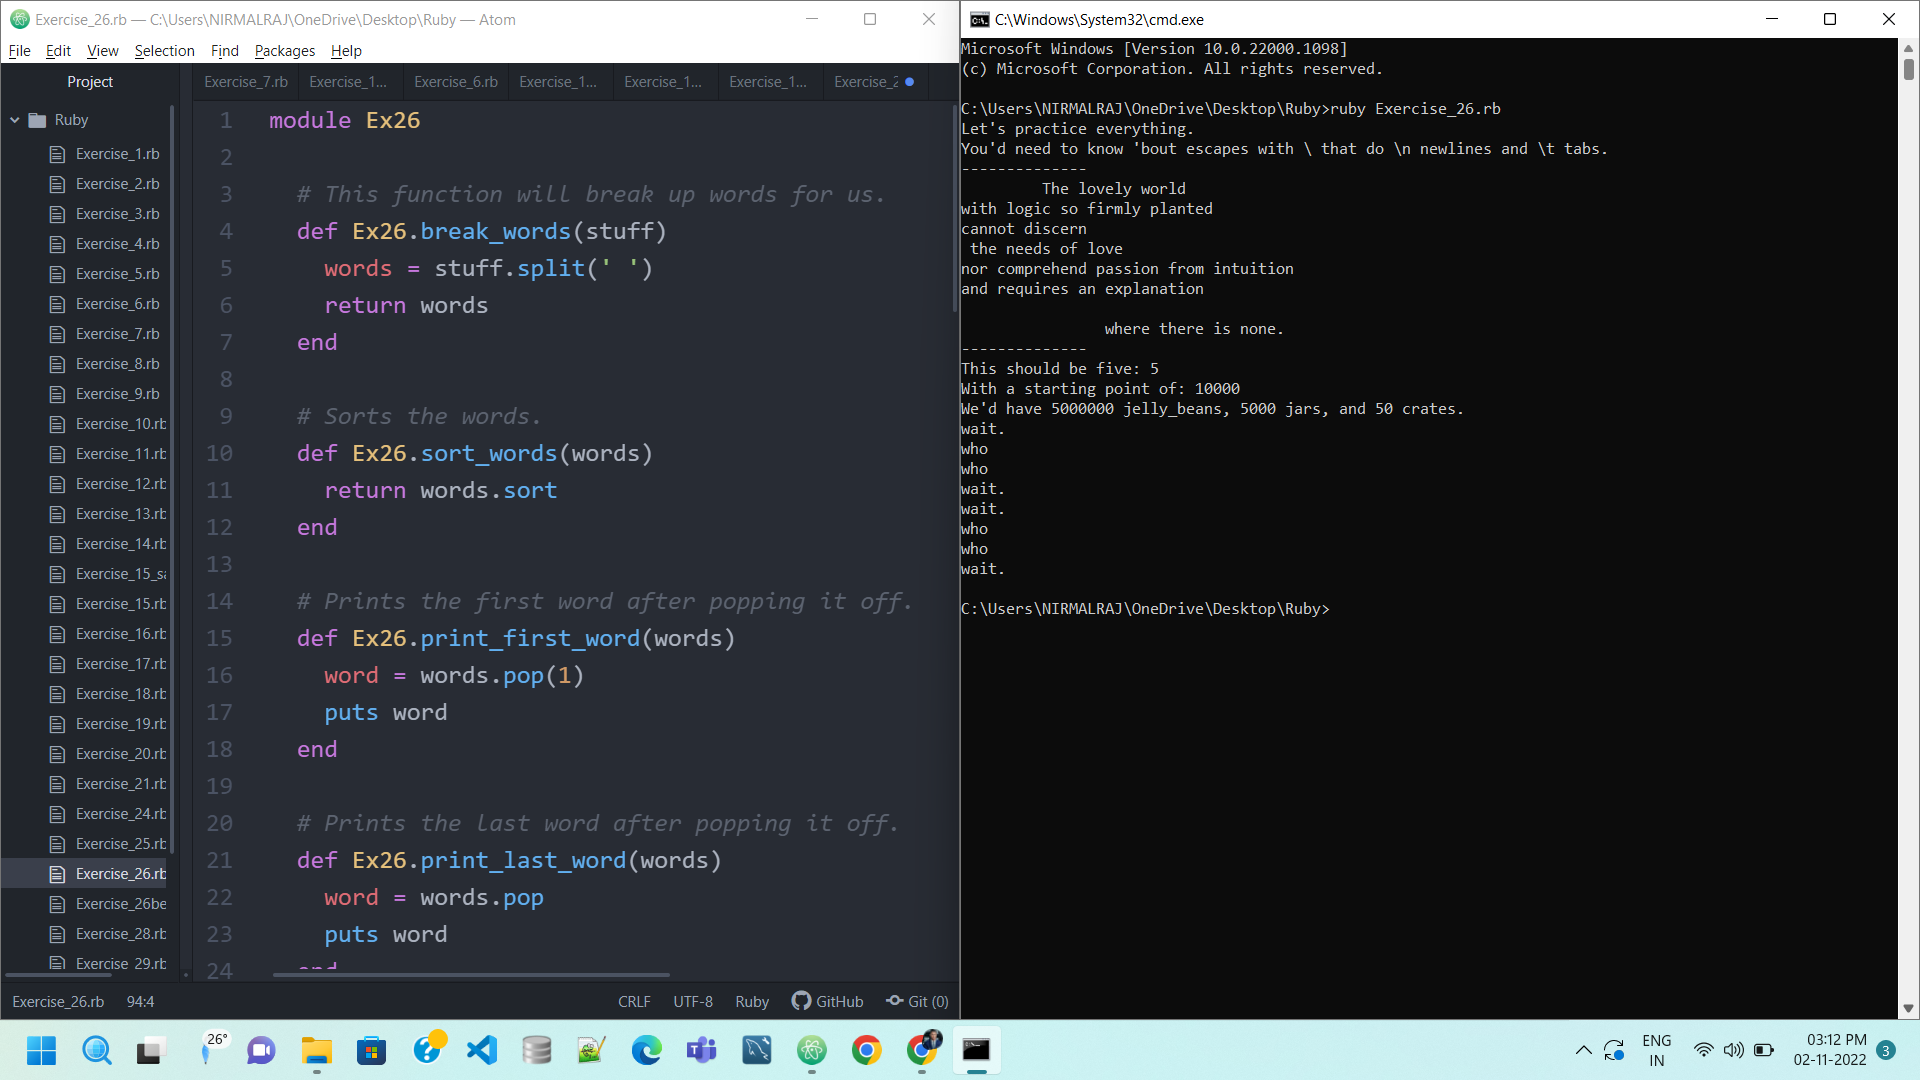 Exercise_26.rb — C:\Users\NIRMALRAJ\OneDrive\Desktop\Ruby — Atom
File Edit View Selection Find Packages Help
Project
Ruby
Exercise_1.rb
Exercise_2.rb
Exercise_3.rb
Exercise_4.rb
Exercise_5.rb
Exercise_6.rb
Exercise_7.rb
Exercise_8.rb
Exercise_9.rb
Exercise_10.rb
Exercise_11.rb
Exercise_12.rb
Exercise_13.rb
Exercise_14.rb
Exercise_15_sa
Exercise_15.rb
Exercise_16.rb
Exercise_17.rb
Exercise_18.rb
Exercise_19.rb
Exercise_20.rb
Exercise_21.rb
Exercise_24.rb
Exercise_25.rb
Exercise_26.rb
Exercise_26be
Exercise_28.rb
Exercise_29.rb
Exercise_7.rb Exercise_1... Exercise_6.rb Exercise_1... Exercise_1... Exercise_1... Exercise_2
1 module Ex26
2
3 # This function will break up words for us.
4 def Ex26.break_words(stuff)
5 words = stuff.split(' ')
6 return words
7 end
8
9 # Sorts the words.
10 def Ex26.sort_words(words)
11 return words.sort
12 end
13
14 # Prints the first word after popping it off.
15 def Ex26.print_first_word(words)
16 word = words.pop(1)
17 puts word
18 end
19
20 # Prints the last word after popping it off.
21 def Ex26.print_last_word(words)
22 word = words.pop
23 puts word
24 end
Exercise_26.rb 94:4 CRLF UTF-8 Ruby GitHub Git (0)
C:\Windows\System32\cmd.exe
Microsoft Windows [Version 10.0.22000.1098]
(c) Microsoft Corporation. All rights reserved.
C:\Users\NIRMALRAJ\OneDrive\Desktop\Ruby>ruby Exercise_26.rb
Let's practice everything.
You'd need to know 'bout escapes with \ that do \n newlines and \t tabs.
--------------
The lovely world
with logic so firmly planted
cannot discern
the needs of love
nor comprehend passion from intuition
and requires an explanation
where there is none.
--------------
This should be five: 5
With a starting point of: 10000
We'd have 5000000 jelly_beans, 5000 jars, and 50 crates.
wait.
who
who
wait.
wait.
who
who
wait.
C:\Users\NIRMALRAJ\OneDrive\Desktop\Ruby>
26°
ENG
IN
03:12 PM
02-11-2022
3